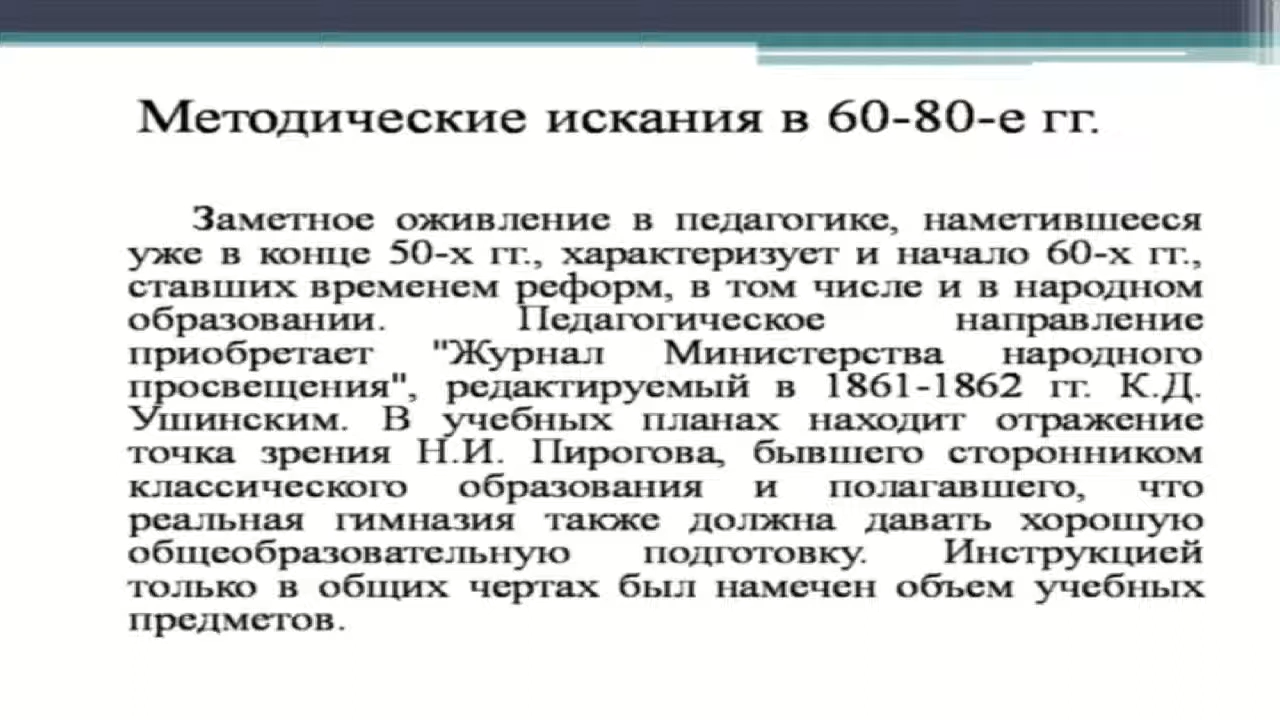 Методические искания в 60-80-е гг.
Заметное оживление в педагогике, наметившееся
уже в конце 50-х гг., характеризует и начало 60-х гг.,
ставших временем реформ, в том числе и в народном
образовании. Педагогическое направление
приобретает "Журнал Министерства народного
просвещения", редактируемый в 1861-1862 гг. К.Д.
Ушинским. В учебных планах находит отражение
точка зрения Н.И. Пирогова, бывшего сторонником
классического образования и полагавшего, что
реальная гимназия также должна давать хорошую
общеобразовательную подготовку. Инструкцией
только в общих чертах был намечен объем учебных
предметов.